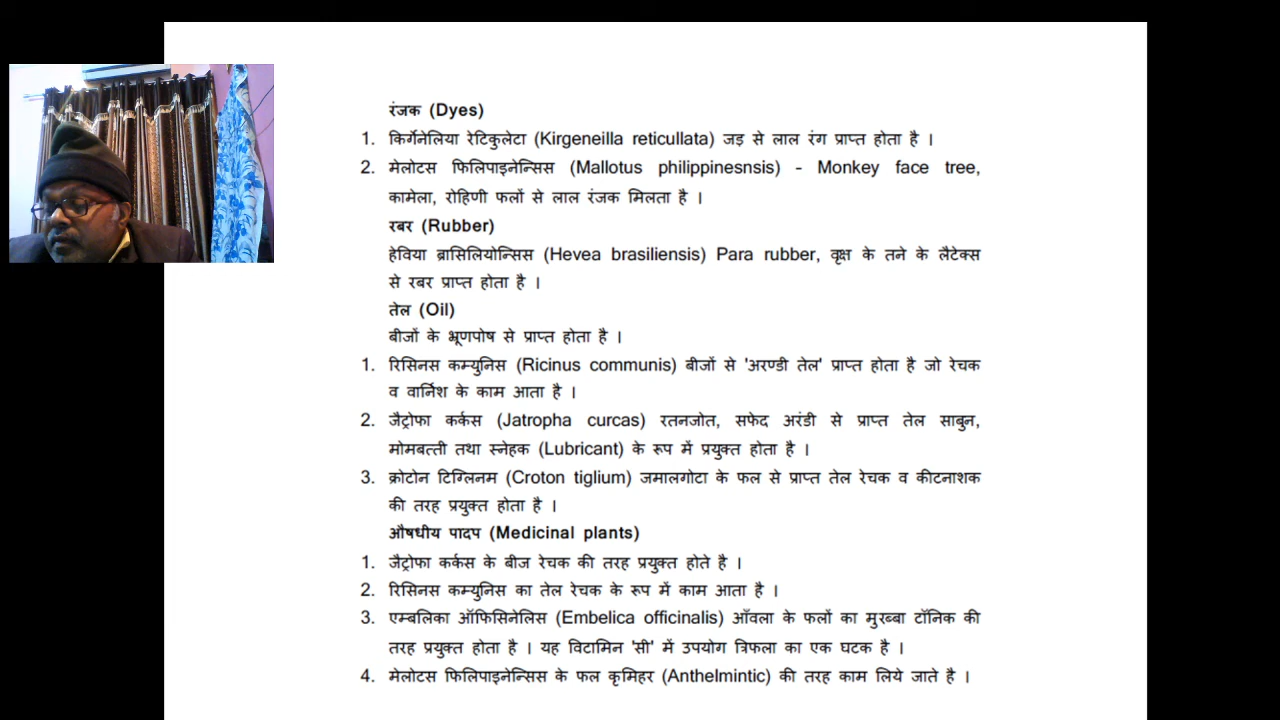 रंजक (Dyes)
1. किर्गेनेलिया रेटिकुलेटा (Kirgeneilla reticullata) जड़ से लाल रंग प्राप्त होता है ।
2. मेलोटस फिलिपाइनेन्सिस (Mallotus philippinesnsis) - Monkey face tree,
कामेला, रोहिणी फलों से लाल रंजक मिलता है ।
रबर (Rubber)
हेविया ब्रासिलियोन्सिस (Hevea brasiliensis) Para rubber, वृक्ष के तने के लैटेक्स
से रबर प्राप्त होता है ।
तेल (Oil)
बीजों के भ्रूणपोष से प्राप्त होता है ।
1. रिसिनस कम्युनिस (Ricinus communis) बीजों से 'अरण्डी तेल' प्राप्त होता है जो रेचक
व वार्निश के काम आता है ।
2. जैट्रोफा कर्कस (Jatropha curcas) रतनजोत, सफेद अरंडी से प्राप्त तेल साबुन,
मोमबत्ती तथा स्नेहक (Lubricant) के रूप में प्रयुक्त होता है ।
3. क्रोटोन टिग्लिनम (Croton tiglium) जमालगोटा के फल से प्राप्त तेल रेचक व कीटनाशक
की तरह प्रयुक्त होता है ।
औषधीय पादप (Medicinal plants)
1. जैट्रोफा कर्कस के बीज रेचक की तरह प्रयुक्त होते है ।
2. रिसिनस कम्युनिस का तेल रेचक के रूप में काम आता है ।
3. एम्बलिका ऑफिसिनेलिस (Embelica officinalis) आँवला के फलों का मुरब्बा टॉनिक की
तरह प्रयुक्त होता है । यह विटामिन 'सी' में उपयोग त्रिफला का एक घटक है ।
4. मेलोटस फिलिपाइनेन्सिस के फल कृमिहर (Anthelmintic) की तरह काम लिये जाते है ।